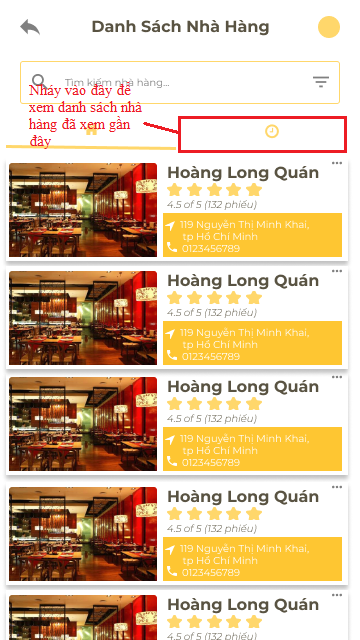 Danh Sách Nhà Hàng
Tìm kiếm nhà hàng...
Nháy vào đây để
xem danh sách nhà
hàng đã xem gần
đây
Hoàng Long Quán
4.5 of 5 (132 phiếu)
119 Nguyễn Thị Minh Khai,
tp Hồ Chí Minh
0123456789
Hoàng Long Quán
4.5 of 5 (132 phiếu)
119 Nguyễn Thị Minh Khai,
tp Hồ Chí Minh
0123456789
Hoàng Long Quán
4.5 of 5 (132 phiếu)
119 Nguyễn Thị Minh Khai,
tp Hồ Chí Minh
0123456789
Hoàng Long Quán
4.5 of 5 (132 phiếu)
119 Nguyễn Thị Minh Khai,
tp Hồ Chí Minh
0123456789
Hoàng Long Quán
4.5 of 5 (132 phiếu)